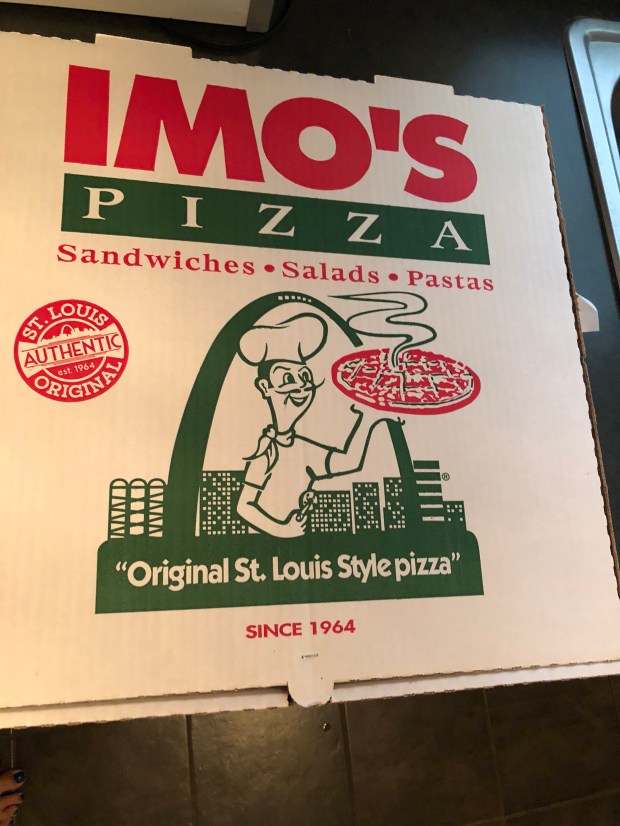 IMO'S
PIZZA
Sandwiches • Salads • Pastas
ST. LOUIS
AUTHENTIC
est. 1964
ORIGINAL
®
“Original St. Louis Style pizza”
SINCE 1964